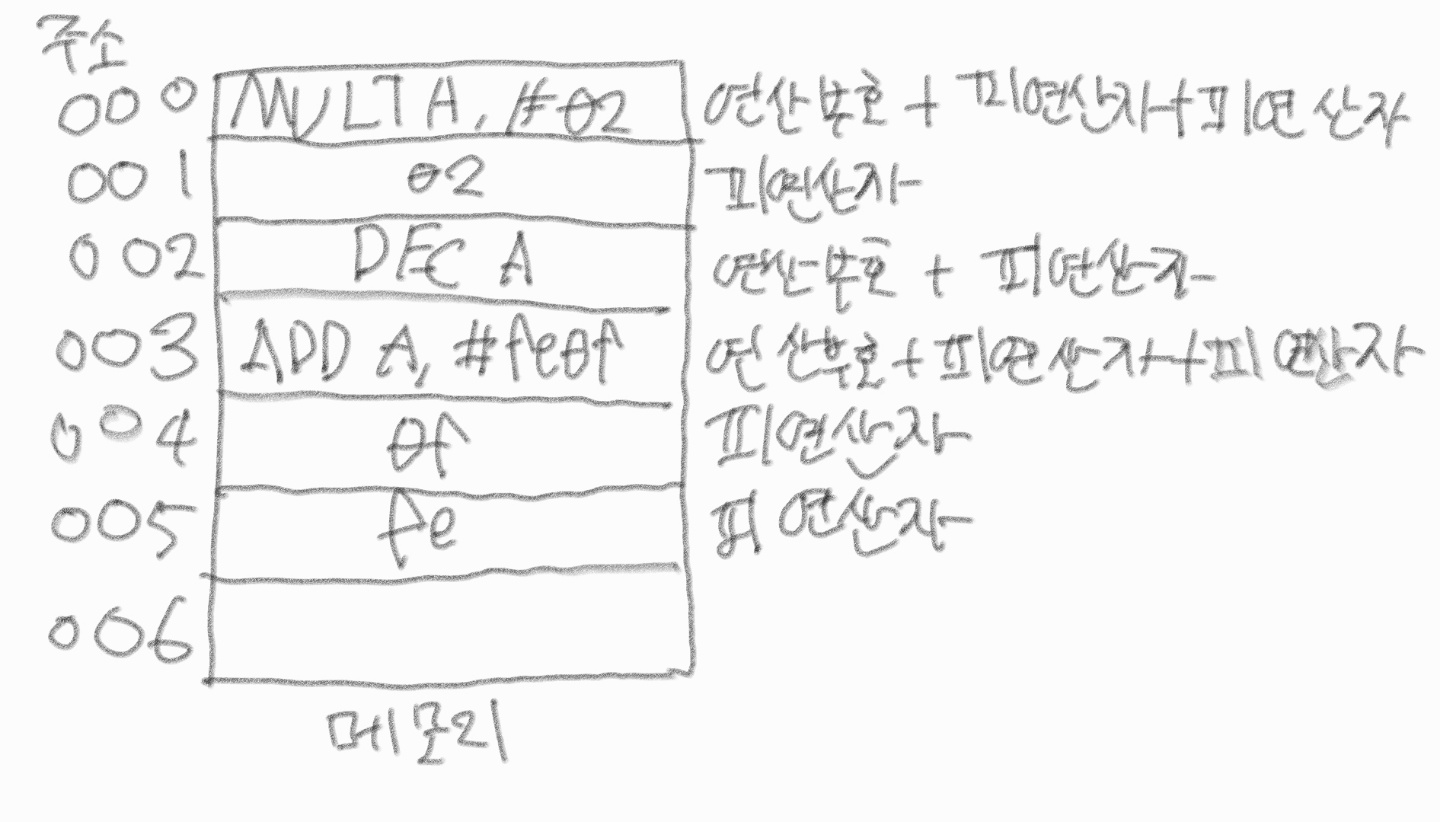 주소
000 MULT A, #02 연산부호 + 피연산자+피연산자
001 02 피연산자
002 DEC A 연산부호 + 피연산자
003 ADD A, #fe0f 연산부호+피연산자+피연산자
004 0f 피연산자
005 fe 피연산자
006
메모리